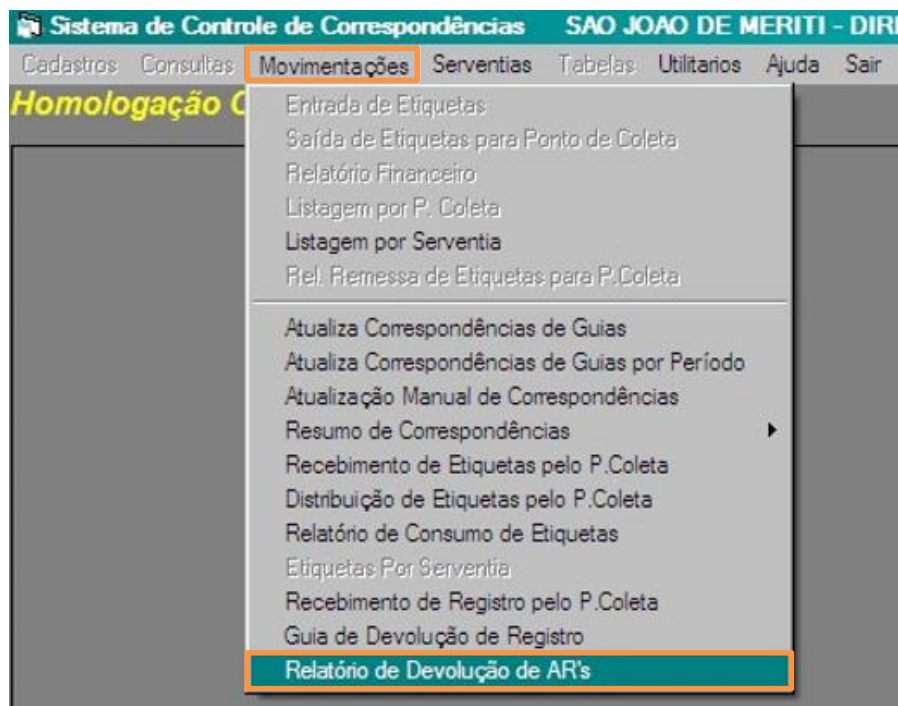 Sistema de Controle de Correspondências SAO JOAO DE MERITI - DIRE
Cadastros Consultas Movimentações Serventias Tabelas Utilitarios Ajuda Sair
Homologação
Entrada de Etiquetas
Saída de Etiquetas para Ponto de Coleta
Relatório Financeiro
Listagem por P. Coleta
Listagem por Serventia
Rel. Remessa de Etiquetas para P.Coleta
Atualiza Correspondências de Guias
Atualiza Correspondências de Guias por Período
Atualização Manual de Correspondências
Resumo de Correspondências
Recebimento de Etiquetas pelo P.Coleta
Distribuição de Etiquetas pelo P.Coleta
Relatório de Consumo de Etiquetas
Etiquetas Por Serventia
Recebimento de Registro pelo P.Coleta
Guia de Devolução de Registro
Relatório de Devolução de AR's